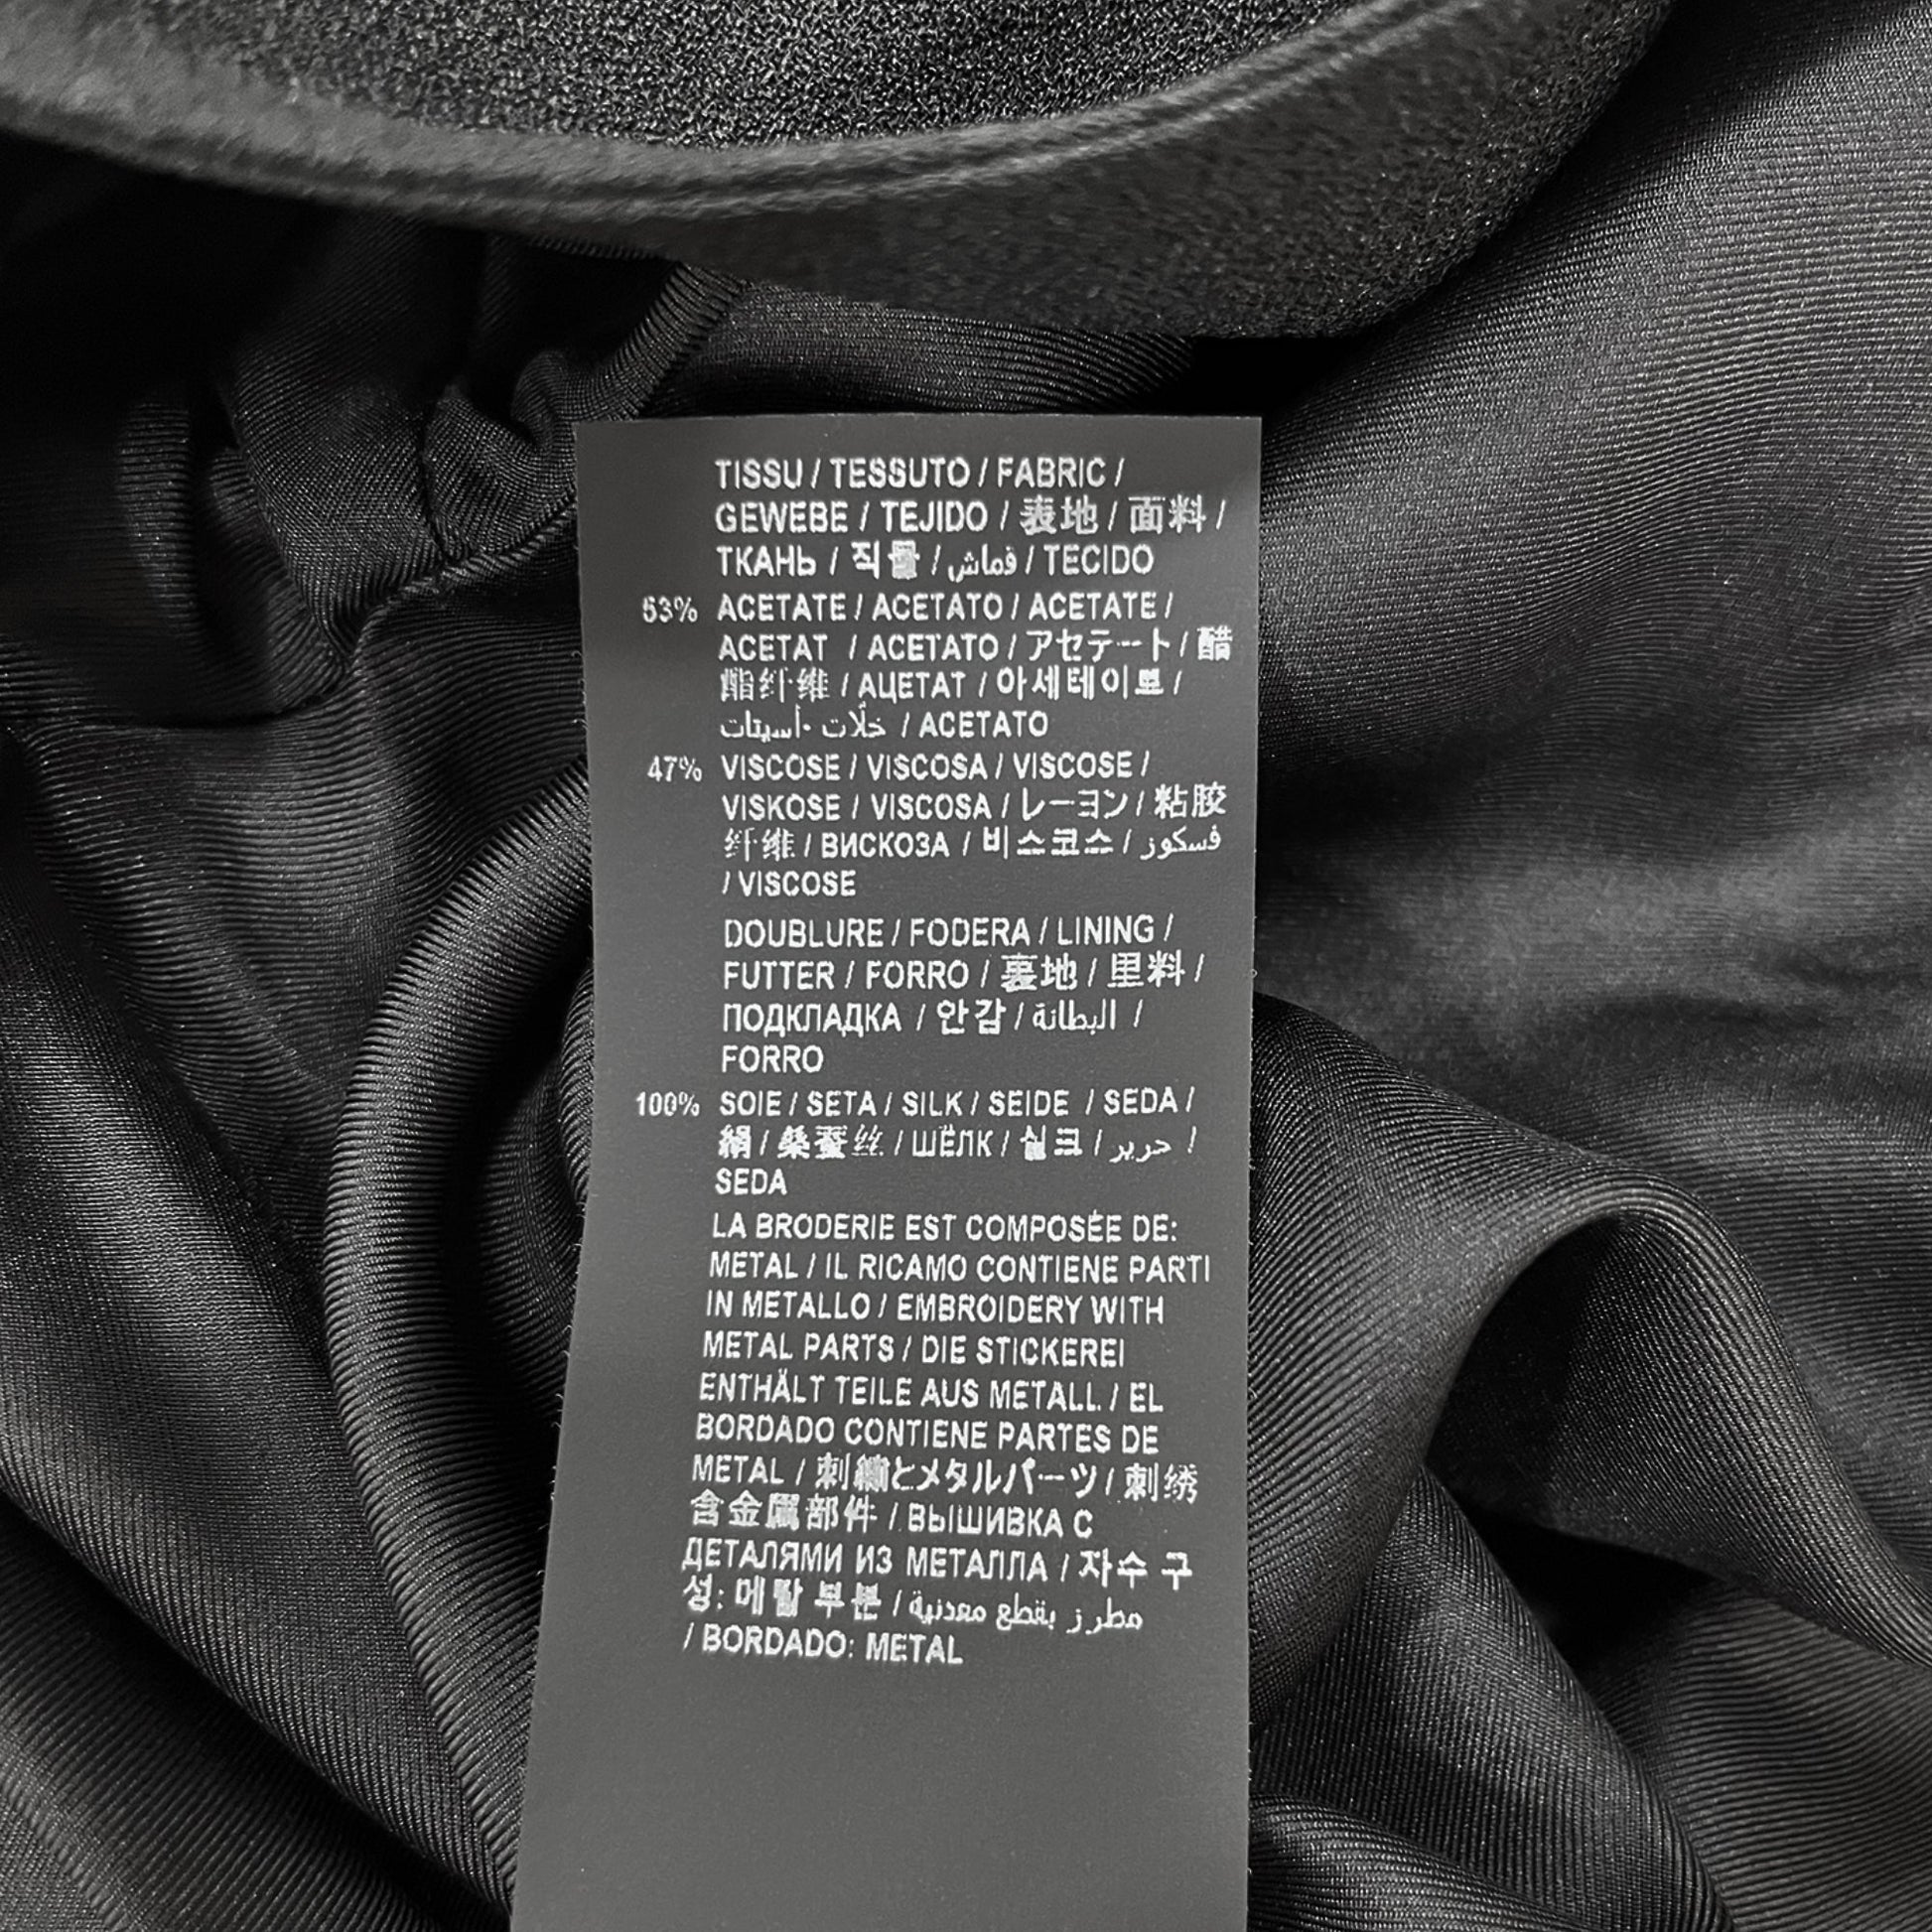 TISSU / TESSUTO / FABRIC /
GEWEBE / TEJIDO / 表地 / 面料 /
ТКАНЬ / 직물 / قماش / TECIDO
53% ACETATE / ACETATO / ACETATE /
ACETAT / ACETATO / アセテート / 醋
酯纤维 / АЦЕТАТ / 아세테이트 /
خلات أسيتات / ACETATO
47% VISCOSE / VISCOSA / VISCOSE /
VISKOSE / VISCOSA / レーヨン / 粘胶
纤维 / ВИСКОЗА / 비스코스 / فسكوز
/ VISCOSE
DOUBLURE / FODERA / LINING /
FUTTER / FORRO / 裏地 / 里料 /
ПОДКЛАДКА / 안감 / البطانة /
FORRO
100% SOIE / SETA / SILK / SEIDE / SEDA /
絹 / 桑蚕丝 / ШЁЛК / 실크 / حرير /
SEDA
LA BRODERIE EST COMPOSÉE DE:
METAL / IL RICAMO CONTIENE PARTI
IN METALLO / EMBROIDERY WITH
METAL PARTS / DIE STICKEREI
ENTHÄLT TEILE AUS METALL / EL
BORDADO CONTIENE PARTES DE
METAL / 刺繍とメタルパーツ / 刺绣
含金属部件 / ВЫШИВКА С
ДЕТАЛЯМИ ИЗ МЕТАЛЛА / 자수 구
성: 메탈 부분 / مطرز بقطع معدنية
/ BORDADO: METAL